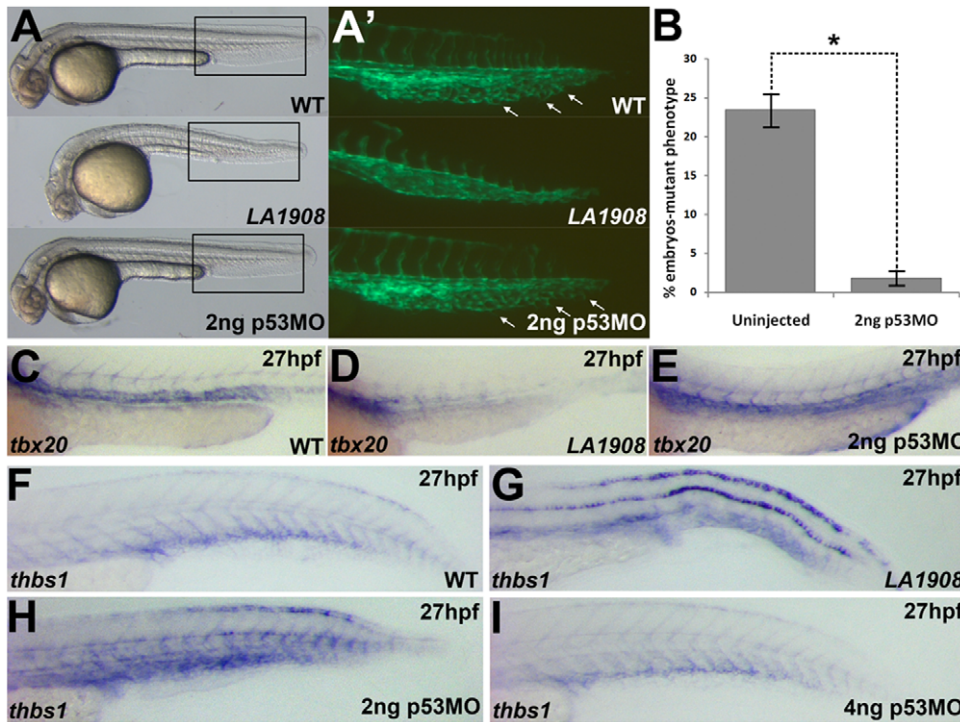 A
WT
LA1908
2ng p53MO
A’
WT
LA1908
2ng p53MO
B
*
% embryos-mutant phenotype
30
25
20
15
10
5
0
Uninjected
2ng p53MO
C
27hpf
tbx20
WT
D
27hpf
tbx20
LA1908
E
27hpf
tbx20
2ng p53MO
F
27hpf
thbs1
WT
G
27hpf
thbs1
LA1908
H
27hpf
thbs1
2ng p53MO
I
27hpf
thbs1
4ng p53MO